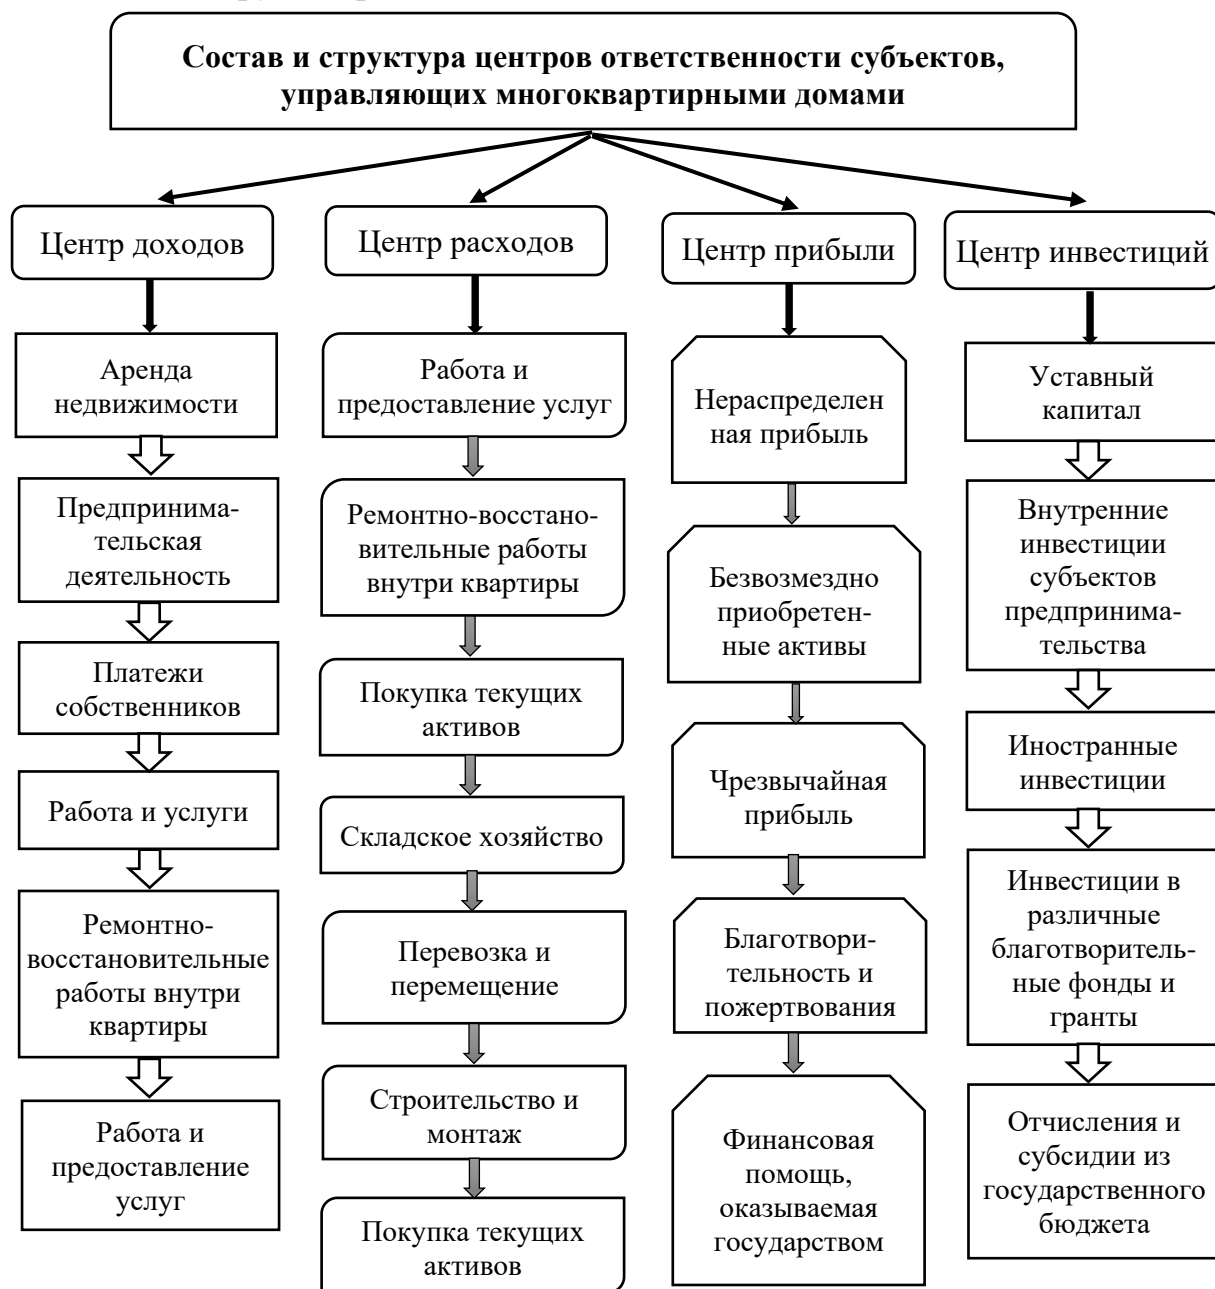 Состав и структура центров ответственности субъектов,
управляющих многоквартирными домами
Центр доходов
Аренда
недвижимости
Предпринима-
тельская
деятельность
Платежи
собственников
Работа и услуги
Ремонтно-
восстановительные
работы внутри
квартиры
Работа и
предоставление
услуг
Центр расходов
Работа и
предоставление услуг
Ремонтно-восстано-
вительные работы
внутри квартиры
Покупка текущих
активов
Складское хозяйство
Перевозка и
перемещение
Строительство и
монтаж
Покупка текущих
активов
Центр прибыли
Нераспределен
ная прибыль
Безвозмездно
приобретен-
ные активы
Чрезвычайная
прибыль
Благотвори-
тельность и
пожертвования
Финансовая
помощь,
оказываемая
государством
Центр инвестиций
Уставный
капитал
Внутренние
инвестиции
субъектов
предпринима-
тельства
Иностранные
инвестиции
Инвестиции в
различные
благотворитель-
ные фонды и
гранты
Отчисления и
субсидии из
государственного
бюджета